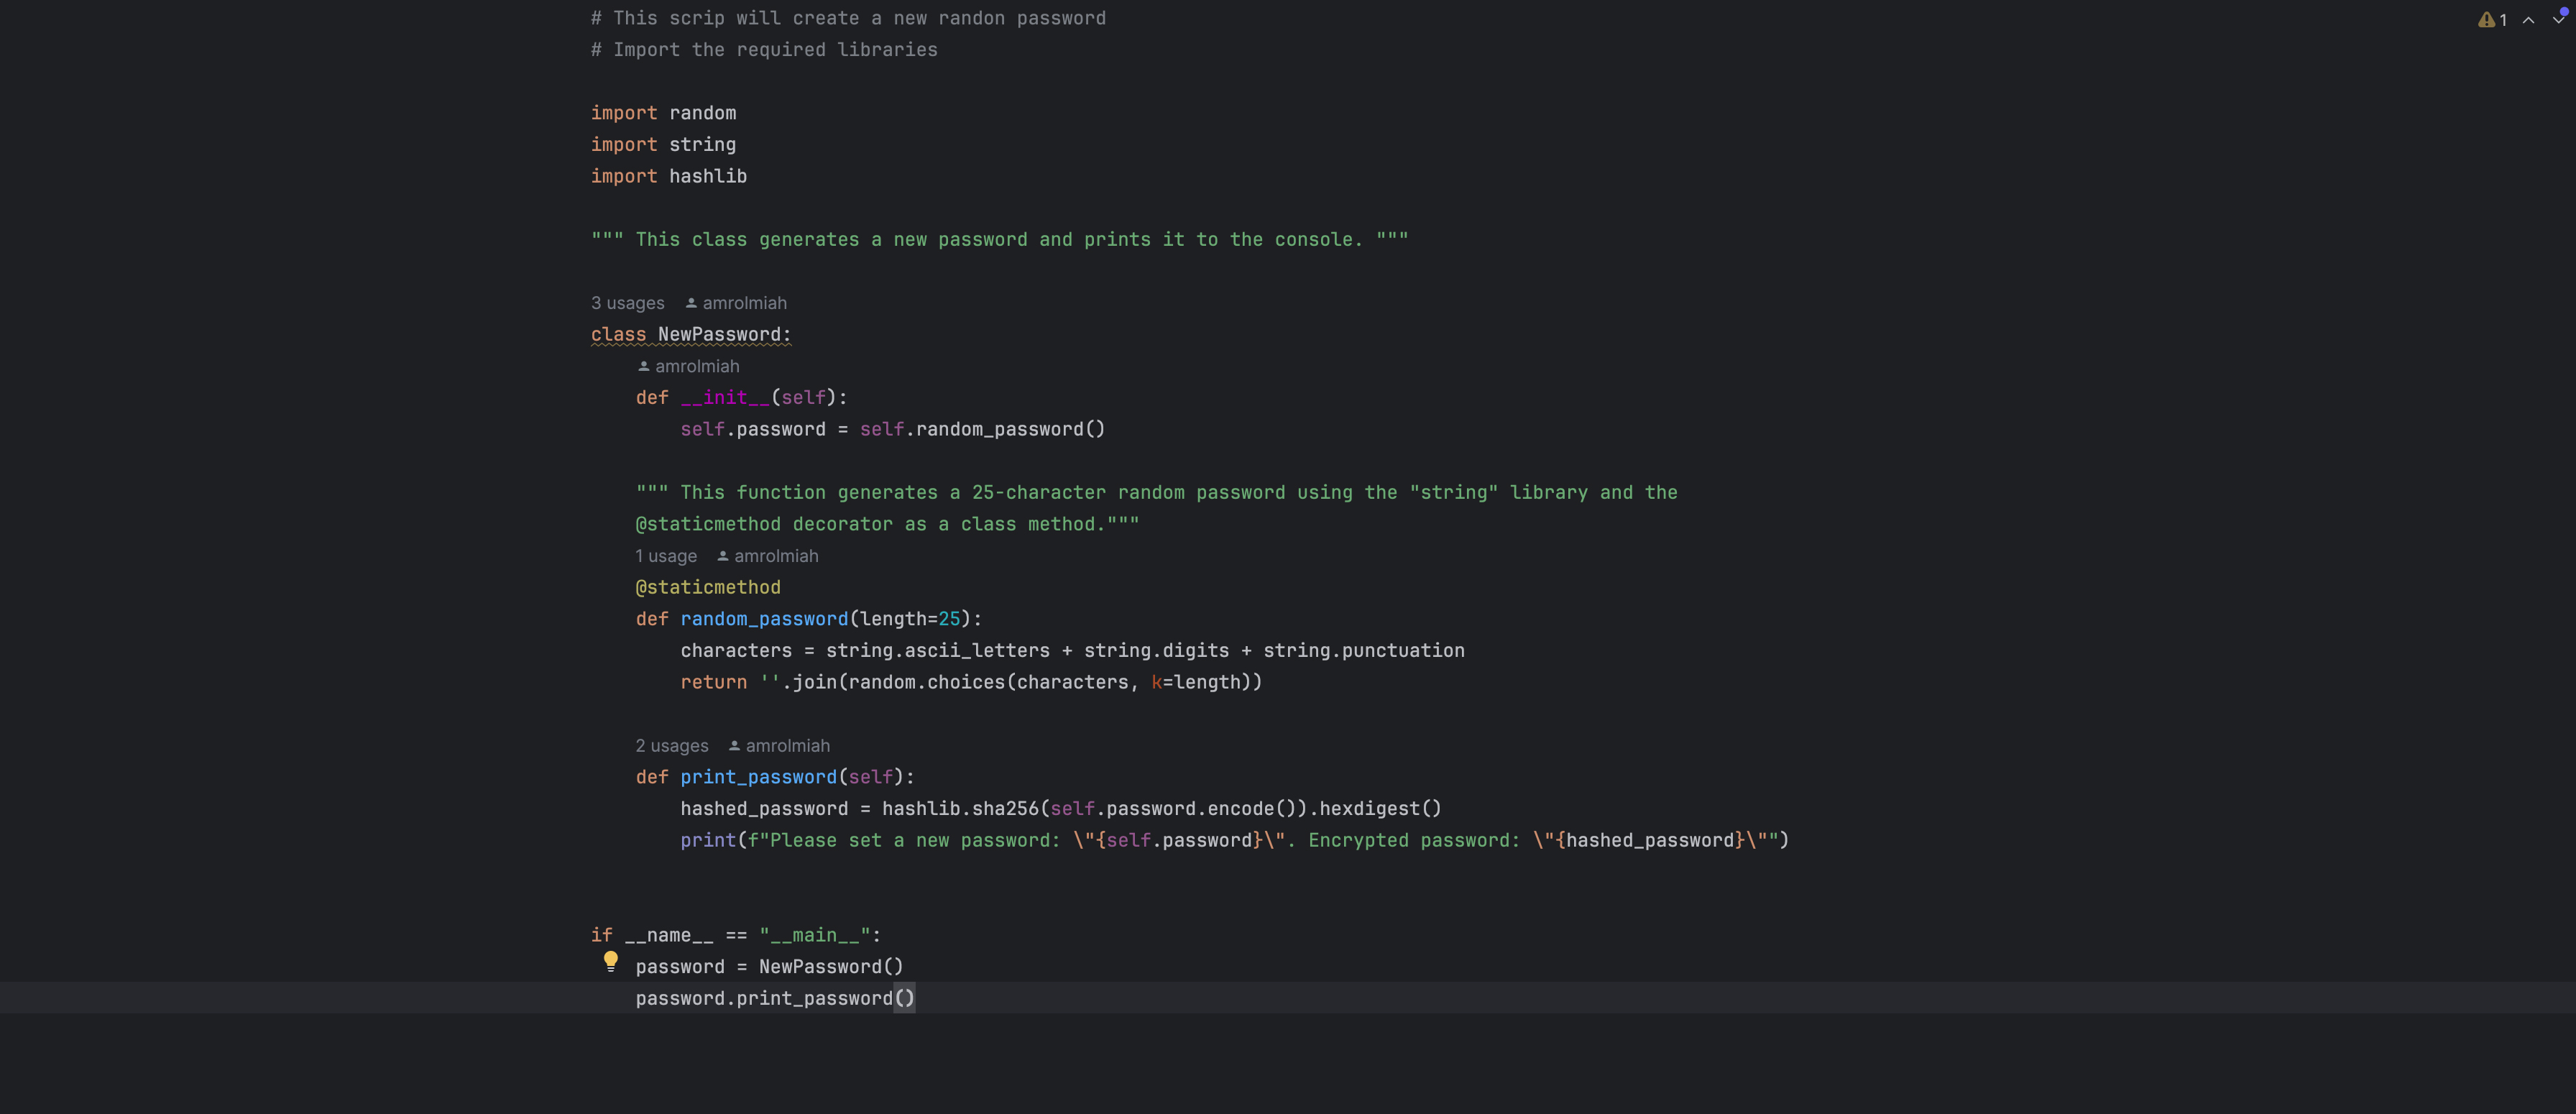 # This scrip will create a new randon password
1
# Import the required libraries
import random
import string
import hashlib
""" This class generates a new password and prints it to the console. """
3 usages amrolmiah
class NewPassword:
amrolmiah
def __init__(self):
self.password = self.random_password()
""" This function generates a 25-character random password using the "string" library and the
@staticmethod decorator as a class method."""
1 usage amrolmiah
@staticmethod
def random_password(length=25):
characters = string.ascii_letters + string.digits + string.punctuation
return ''.join(random.choices(characters, k=length))
2 usages amrolmiah
def print_password(self):
hashed_password = hashlib.sha256(self.password.encode()).hexdigest()
print(f"Please set a new password: \"{self.password}\". Encrypted password: \"{hashed_password}\"")
if __name__ == "__main__":
password = NewPassword()
password.print_password()